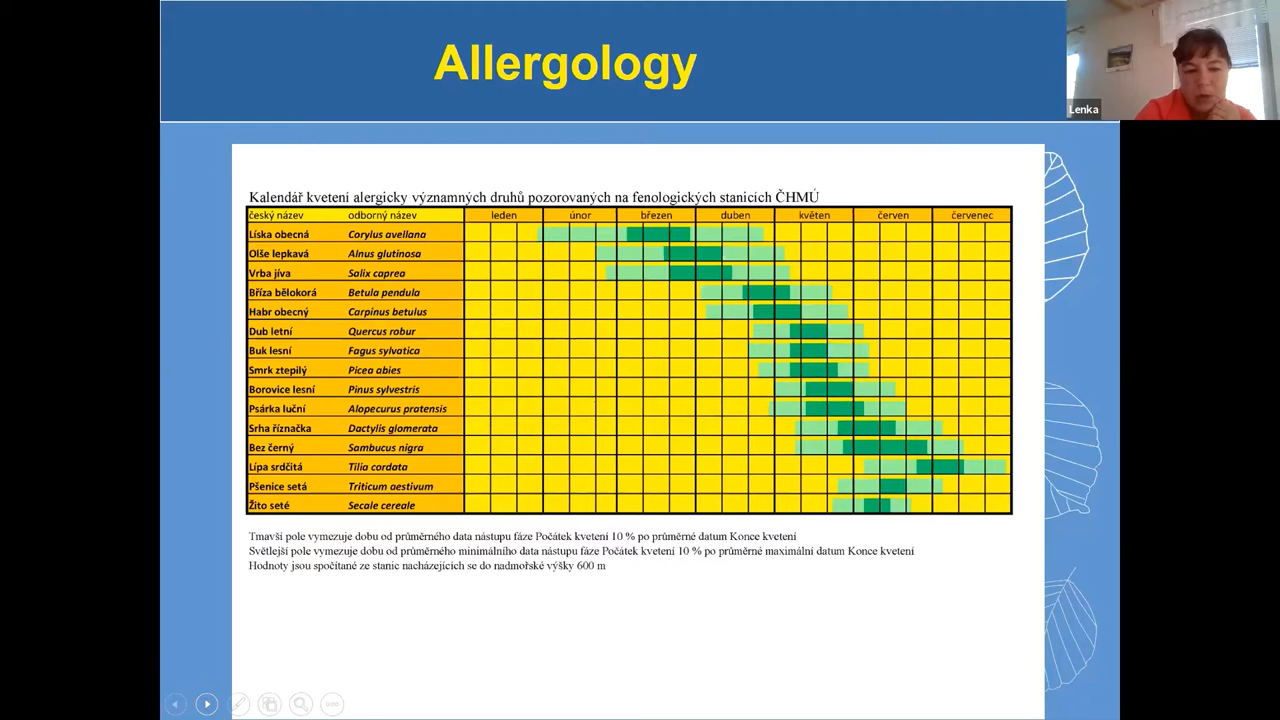 Allergology
Lenka
Kalendář kvetení alergicky významných druhů pozorovaných na fenologických stanicích ČHMÚ
český název odborný název leden únor březen duben květen červen červenec
Líska obecná Corylus avellana
Olše lepkavá Alnus glutinosa
Vrba jíva Salix caprea
Bříza bělokorá Betula pendula
Habr obecný Carpinus betulus
Dub letní Quercus robur
Buk lesní Fagus sylvatica
Smrk ztepilý Picea abies
Borovice lesní Pinus sylvestris
Psárka luční Alopecurus pratensis
Srha říznačka Dactylis glomerata
Bez černý Sambucus nigra
Lípa srdčitá Tilia cordata
Pšenice setá Triticum aestivum
Žito seté Secale cereale
Tmavší pole vymezuje dobu od průměrného data nástupu fáze Počátek kvetení 10 % po průměrné datum Konce kvetení
Světlejší pole vymezuje dobu od průměrného minimálního data nástupu fáze Počátek kvetení 10 % po průměrné maximální datum Konce kvetení
Hodnoty jsou spočítané ze stanic nacházejících se do nadmořské výšky 600 m